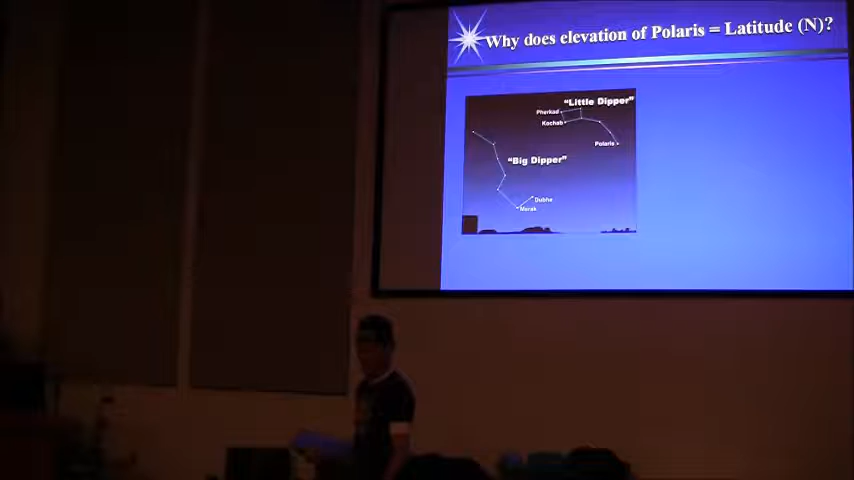 Why does elevation of Polaris = Latitude (N)?
"Little Dipper"
Pherkad
Kochab
Polaris
"Big Dipper"
Dubhe
Merak